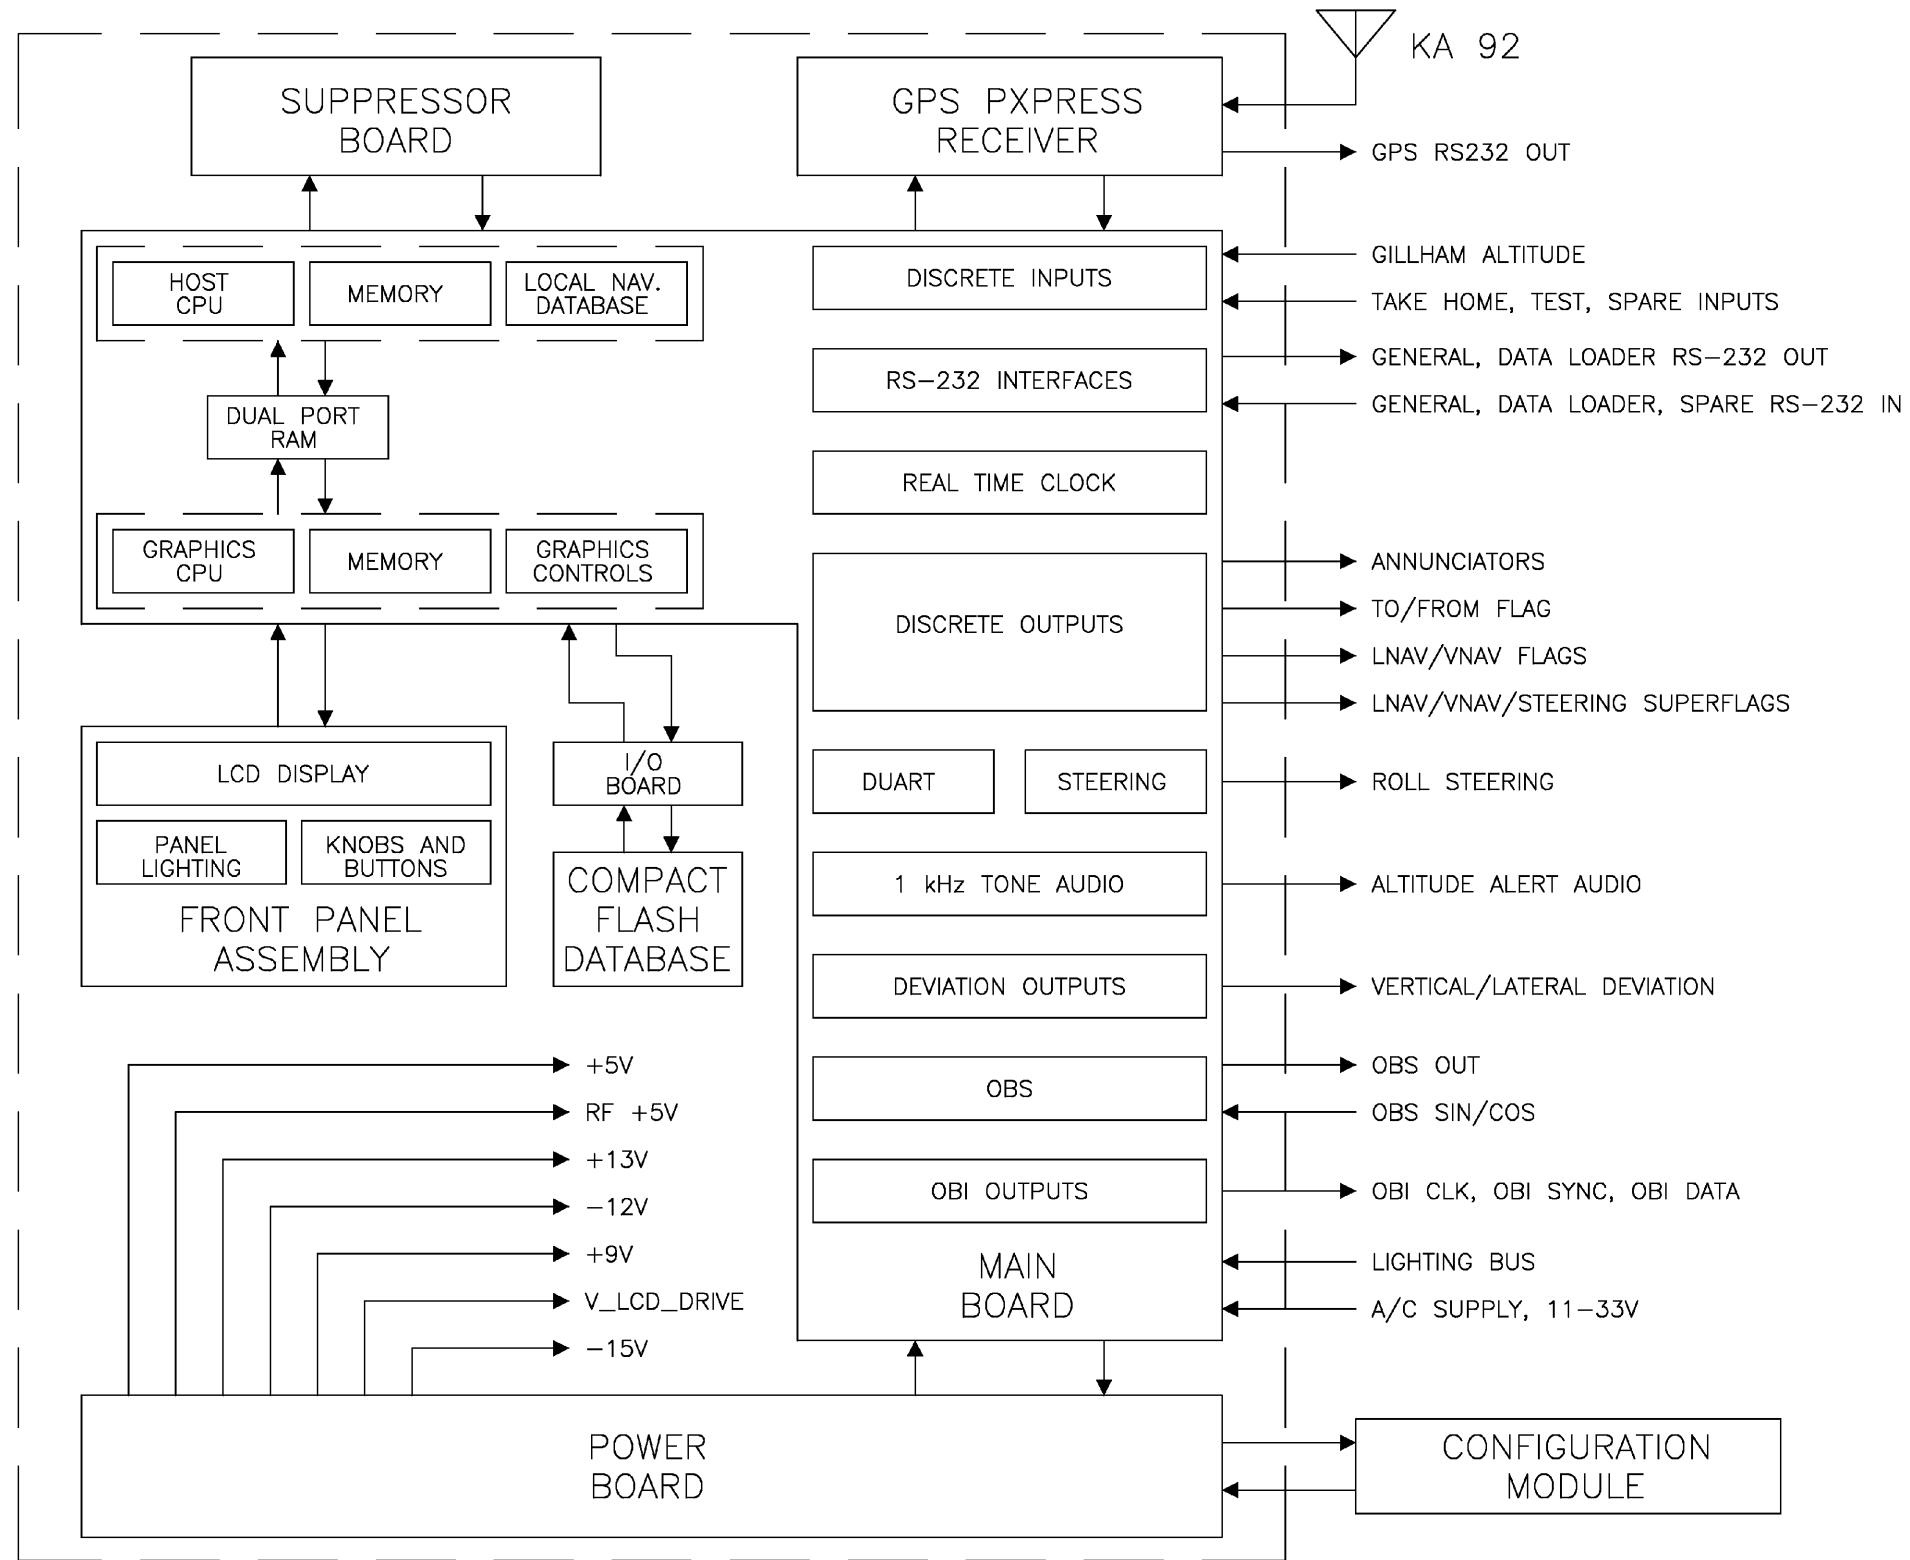 KA 92
SUPPRESSOR
BOARD
GPS PXPRESS
RECEIVER
GPS RS232 OUT
HOST
CPU
MEMORY
LOCAL NAV.
DATABASE
DISCRETE INPUTS
GILLHAM ALTITUDE
TAKE HOME, TEST, SPARE INPUTS
DUAL PORT
RAM
RS-232 INTERFACES
GENERAL, DATA LOADER RS-232 OUT
GENERAL, DATA LOADER, SPARE RS-232 IN
REAL TIME CLOCK
GRAPHICS
CPU
MEMORY
GRAPHICS
CONTROLS
DISCRETE OUTPUTS
ANNUNCIATORS
TO/FROM FLAG
LNAV/VNAV FLAGS
LNAV/VNAV/STEERING SUPERFLAGS
LCD DISPLAY
PANEL
LIGHTING
KNOBS AND
BUTTONS
FRONT PANEL
ASSEMBLY
I/O
BOARD
COMPACT
FLASH
DATABASE
DUART
STEERING
ROLL STEERING
1 kHz TONE AUDIO
ALTITUDE ALERT AUDIO
DEVIATION OUTPUTS
VERTICAL/LATERAL DEVIATION
OBS
OBS OUT
OBS SIN/COS
OBI OUTPUTS
OBI CLK, OBI SYNC, OBI DATA
MAIN
BOARD
LIGHTING BUS
A/C SUPPLY, 11-33V
+5V
RF +5V
+13V
-12V
+9V
V_LCD_DRIVE
-15V
POWER
BOARD
CONFIGURATION
MODULE